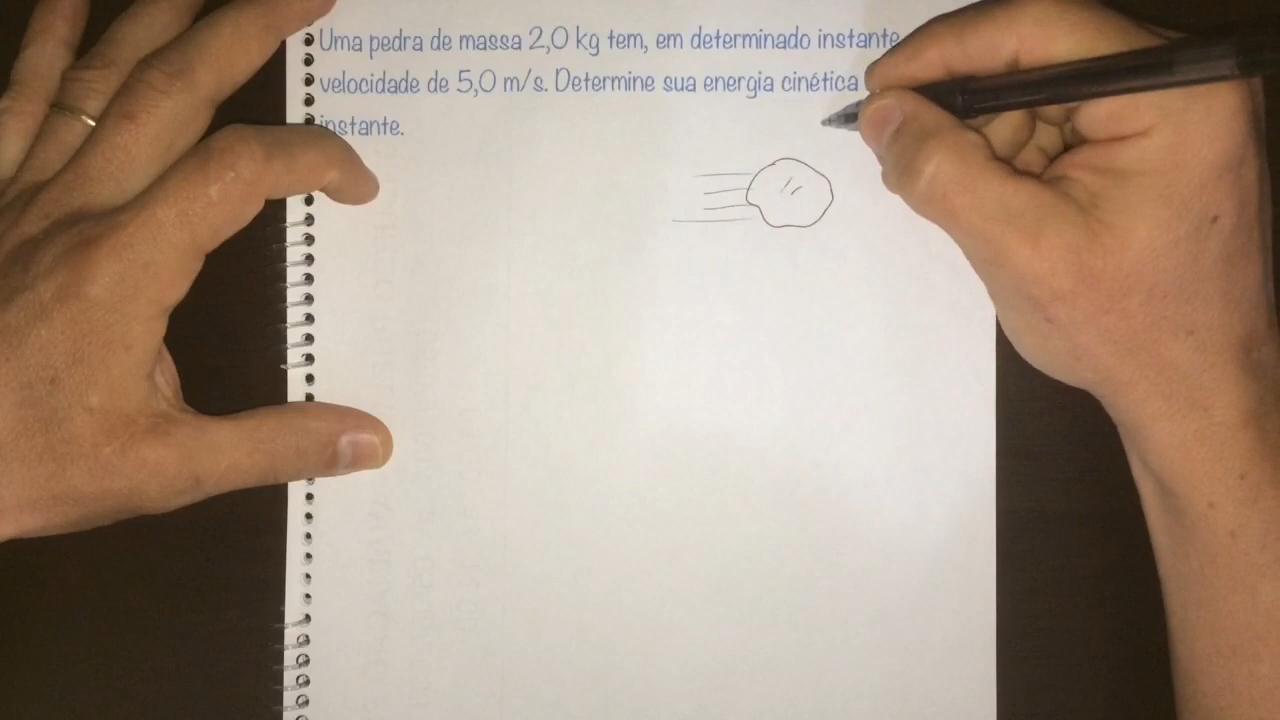 Uma pedra de massa 2,0 kg tem, em determinado instante
velocidade de 5,0 m/s. Determine sua energia cinética
instante.